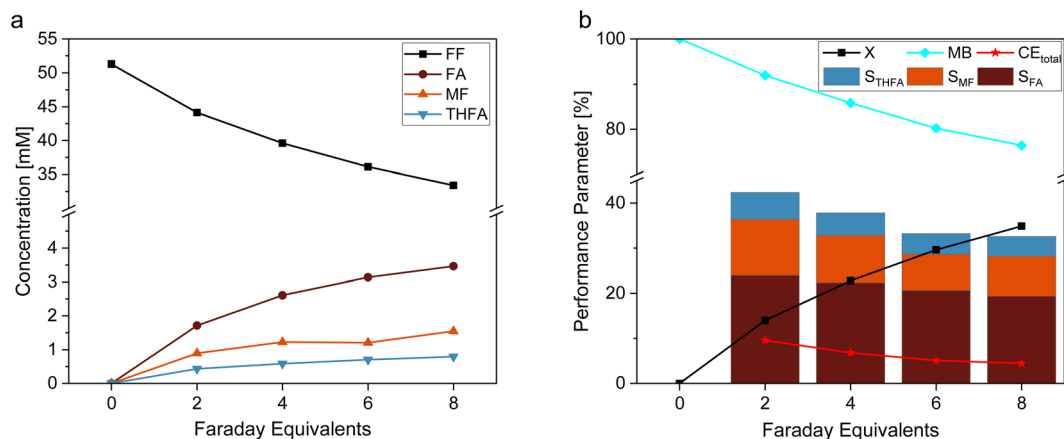 a
Concentration [mM]
55
50
45
40
35
4
3
2
1
0
0 2 4 6 8
Faraday Equivalents
FF
FA
MF
THFA
b
Performance Parameter [%]
100
80
40
20
0
0 2 4 6 8
Faraday Equivalents
X MB CEtotal
STHFA SMF SFA